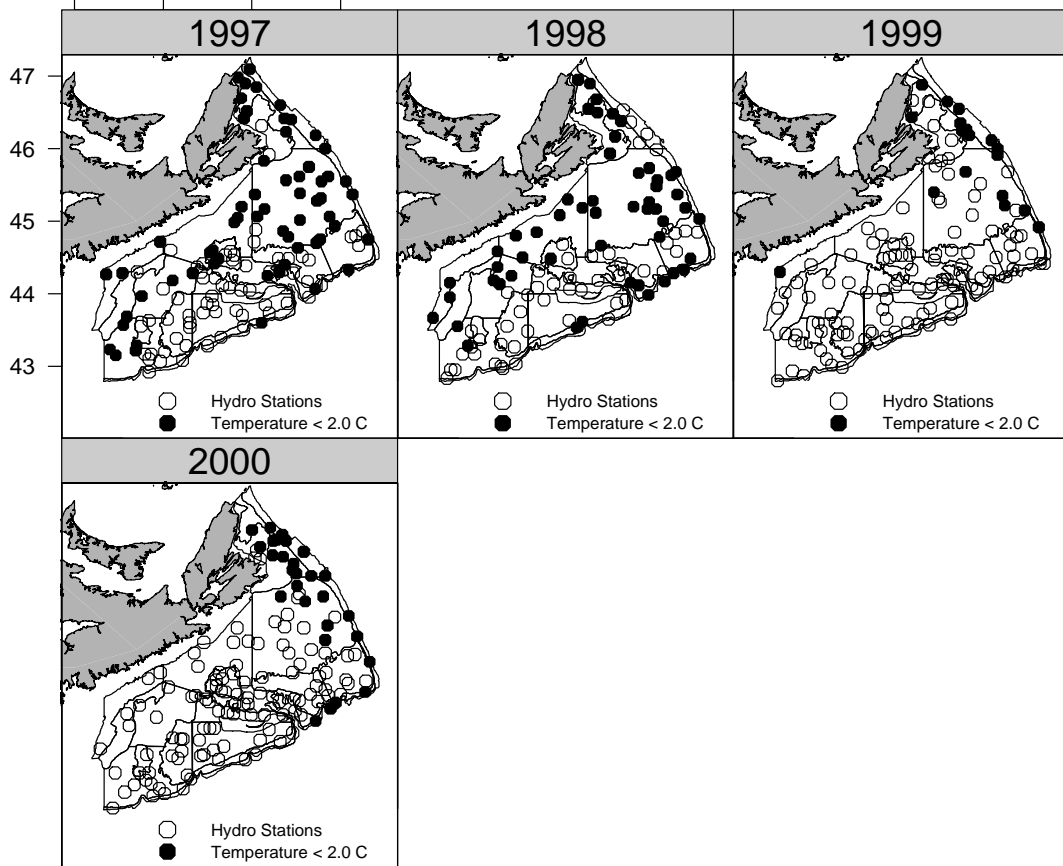 1997 1998 1999
47
46
45
44
43
Hydro Stations
Temperature < 2.0 C
Hydro Stations
Temperature < 2.0 C
Hydro Stations
Temperature < 2.0 C
2000
Hydro Stations
Temperature < 2.0 C